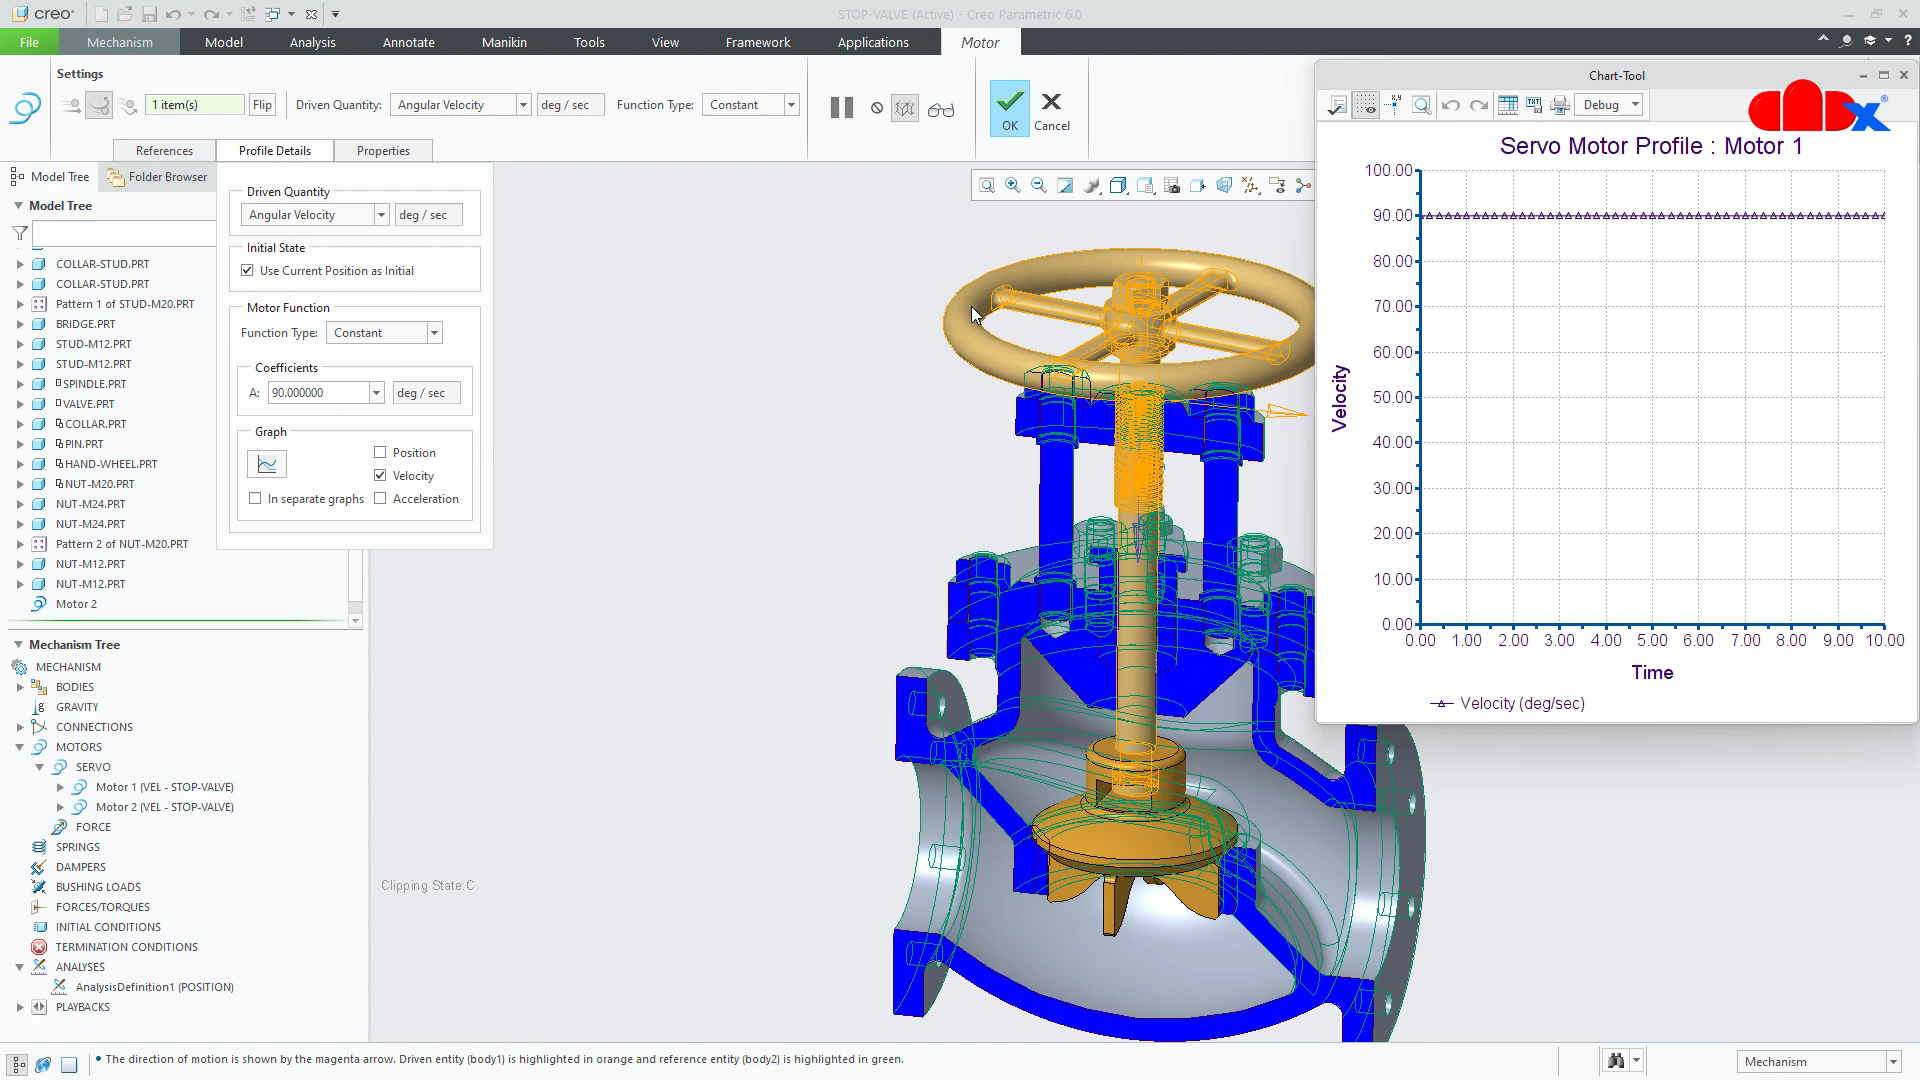 creo
STOP-VALVE (Active) - Creo Parametric 6.0
File
Mechanism
Model
Analysis
Annotate
Manikin
Tools
View
Framework
Applications
Motor
Settings
1 item(s)
Flip
Driven Quantity:
Angular Velocity
deg / sec
Function Type:
Constant
OK
Cancel
References
Profile Details
Properties
Model Tree
Folder Browser
Model Tree
COLLAR-STUD.PRT
COLLAR-STUD.PRT
Pattern 1 of STUD-M20.PRT
BRIDGE.PRT
STUD-M12.PRT
STUD-M12.PRT
SPINDLE.PRT
VALVE.PRT
COLLAR.PRT
PIN.PRT
HAND-WHEEL.PRT
NUT-M20.PRT
NUT-M24.PRT
NUT-M24.PRT
Pattern 2 of NUT-M20.PRT
NUT-M12.PRT
NUT-M12.PRT
Motor 2
Mechanism Tree
MECHANISM
BODIES
GRAVITY
CONNECTIONS
MOTORS
SERVO
Motor 1 (VEL - STOP-VALVE)
Motor 2 (VEL - STOP-VALVE)
FORCE
SPRINGS
DAMPERS
BUSHING LOADS
FORCES/TORQUES
INITIAL CONDITIONS
TERMINATION CONDITIONS
ANALYSES
AnalysisDefinition1 (POSITION)
PLAYBACKS
Driven Quantity
Angular Velocity
deg / sec
Initial State
Use Current Position as Initial
Motor Function
Function Type:
Constant
Coefficients
A:
90.000000
deg / sec
Graph
Position
Velocity
In separate graphs
Acceleration
Clipping State:C
Chart-Tool
Debug
Servo Motor Profile : Motor 1
100.00
90.00
80.00
70.00
60.00
50.00
40.00
30.00
20.00
10.00
0.00
Velocity
0.00 1.00 2.00 3.00 4.00 5.00 6.00 7.00 8.00 9.00 10.00
Time
Velocity (deg/sec)
• The direction of motion is shown by the magenta arrow. Driven entity (body1) is highlighted in orange and reference entity (body2) is highlighted in green.
Mechanism